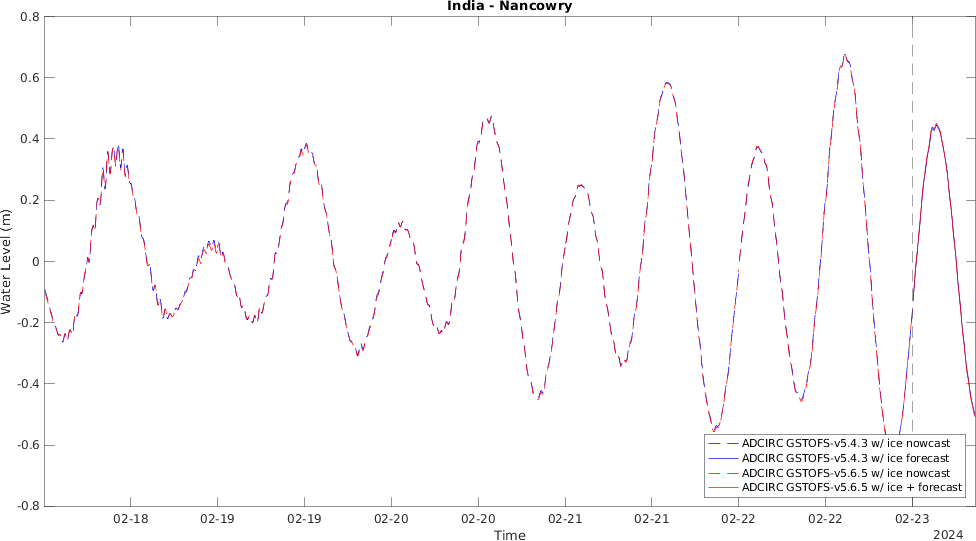 India - Nancowry
0.8
0.6
0.4
0.2
0
-0.2
-0.4
-0.6
-0.8
Water Level (m)
ADCIRC GSTOFS-v5.4.3 w/ ice nowcast
ADCIRC GSTOFS-v5.4.3 w/ ice forecast
ADCIRC GSTOFS-v5.6.5 w/ ice nowcast
ADCIRC GSTOFS-v5.6.5 w/ ice + forecast
02-18 02-19 02-19 02-20 02-20 02-21 02-21 02-22 02-22 02-23
Time
2024